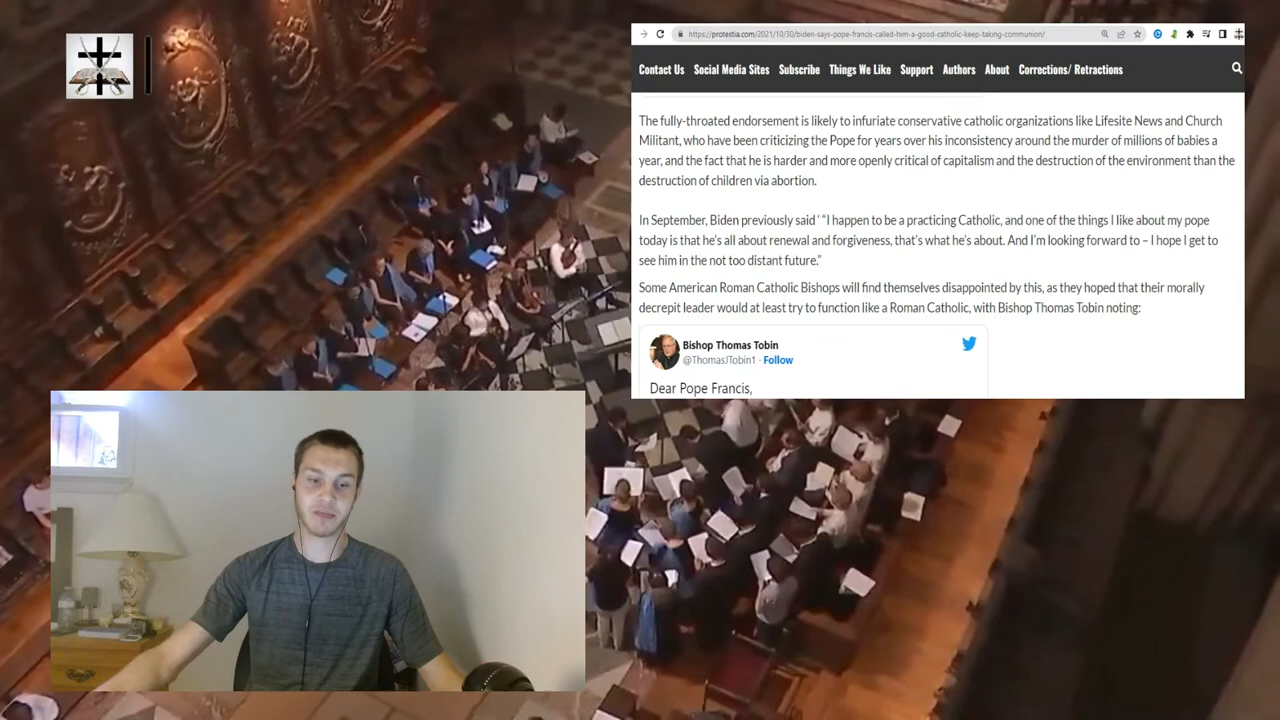 https://protestia.com/2021/10/30/biden-says-pope-francis-called-him-a-good-catholic-keep-taking-communion/
Contact Us Social Media Sites Subscribe Things We Like Support Authors About Corrections/ Retractions
The fully-throated endorsement is likely to infuriate conservative catholic organizations like Lifesite News and Church
Militant, who have been criticizing the Pope for years over his inconsistency around the murder of millions of babies a
year, and the fact that he is harder and more openly critical of capitalism and the destruction of the environment than the
destruction of children via abortion.
In September, Biden previously said ‘ “I happen to be a practicing Catholic, and one of the things I like about my pope
today is that he’s all about renewal and forgiveness, that’s what he’s about. And I’m looking forward to – I hope I get to
see him in the not too distant future.”
Some American Roman Catholic Bishops will find themselves disappointed by this, as they hoped that their morally
decrepit leader would at least try to function like a Roman Catholic, with Bishop Thomas Tobin noting:
Bishop Thomas Tobin
@ThomasJTobin1 · Follow
Dear Pope Francis,